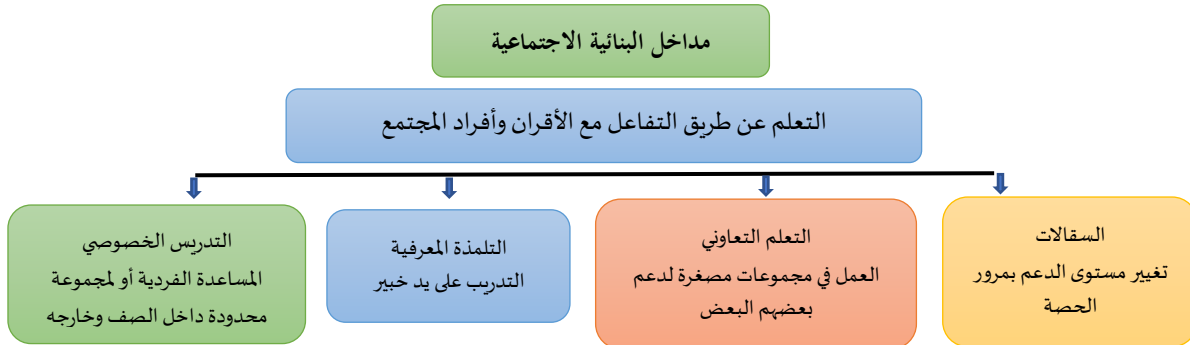 مداخل البنائية الاجتماعية
التعلم عن طريق التفاعل مع الأقران وأفراد المجتمع
السقالات
تغيير مستوى الدعم بمرور
الحصة
التعلم التعاوني
العمل في مجموعات مصغرة لدعم
بعضهم البعض
التلمذة المعرفية
التدريب على يد خبير
التدريس الخصوصي
المساعدة الفردية أو لمجموعة
محدودة داخل الصف وخارجه